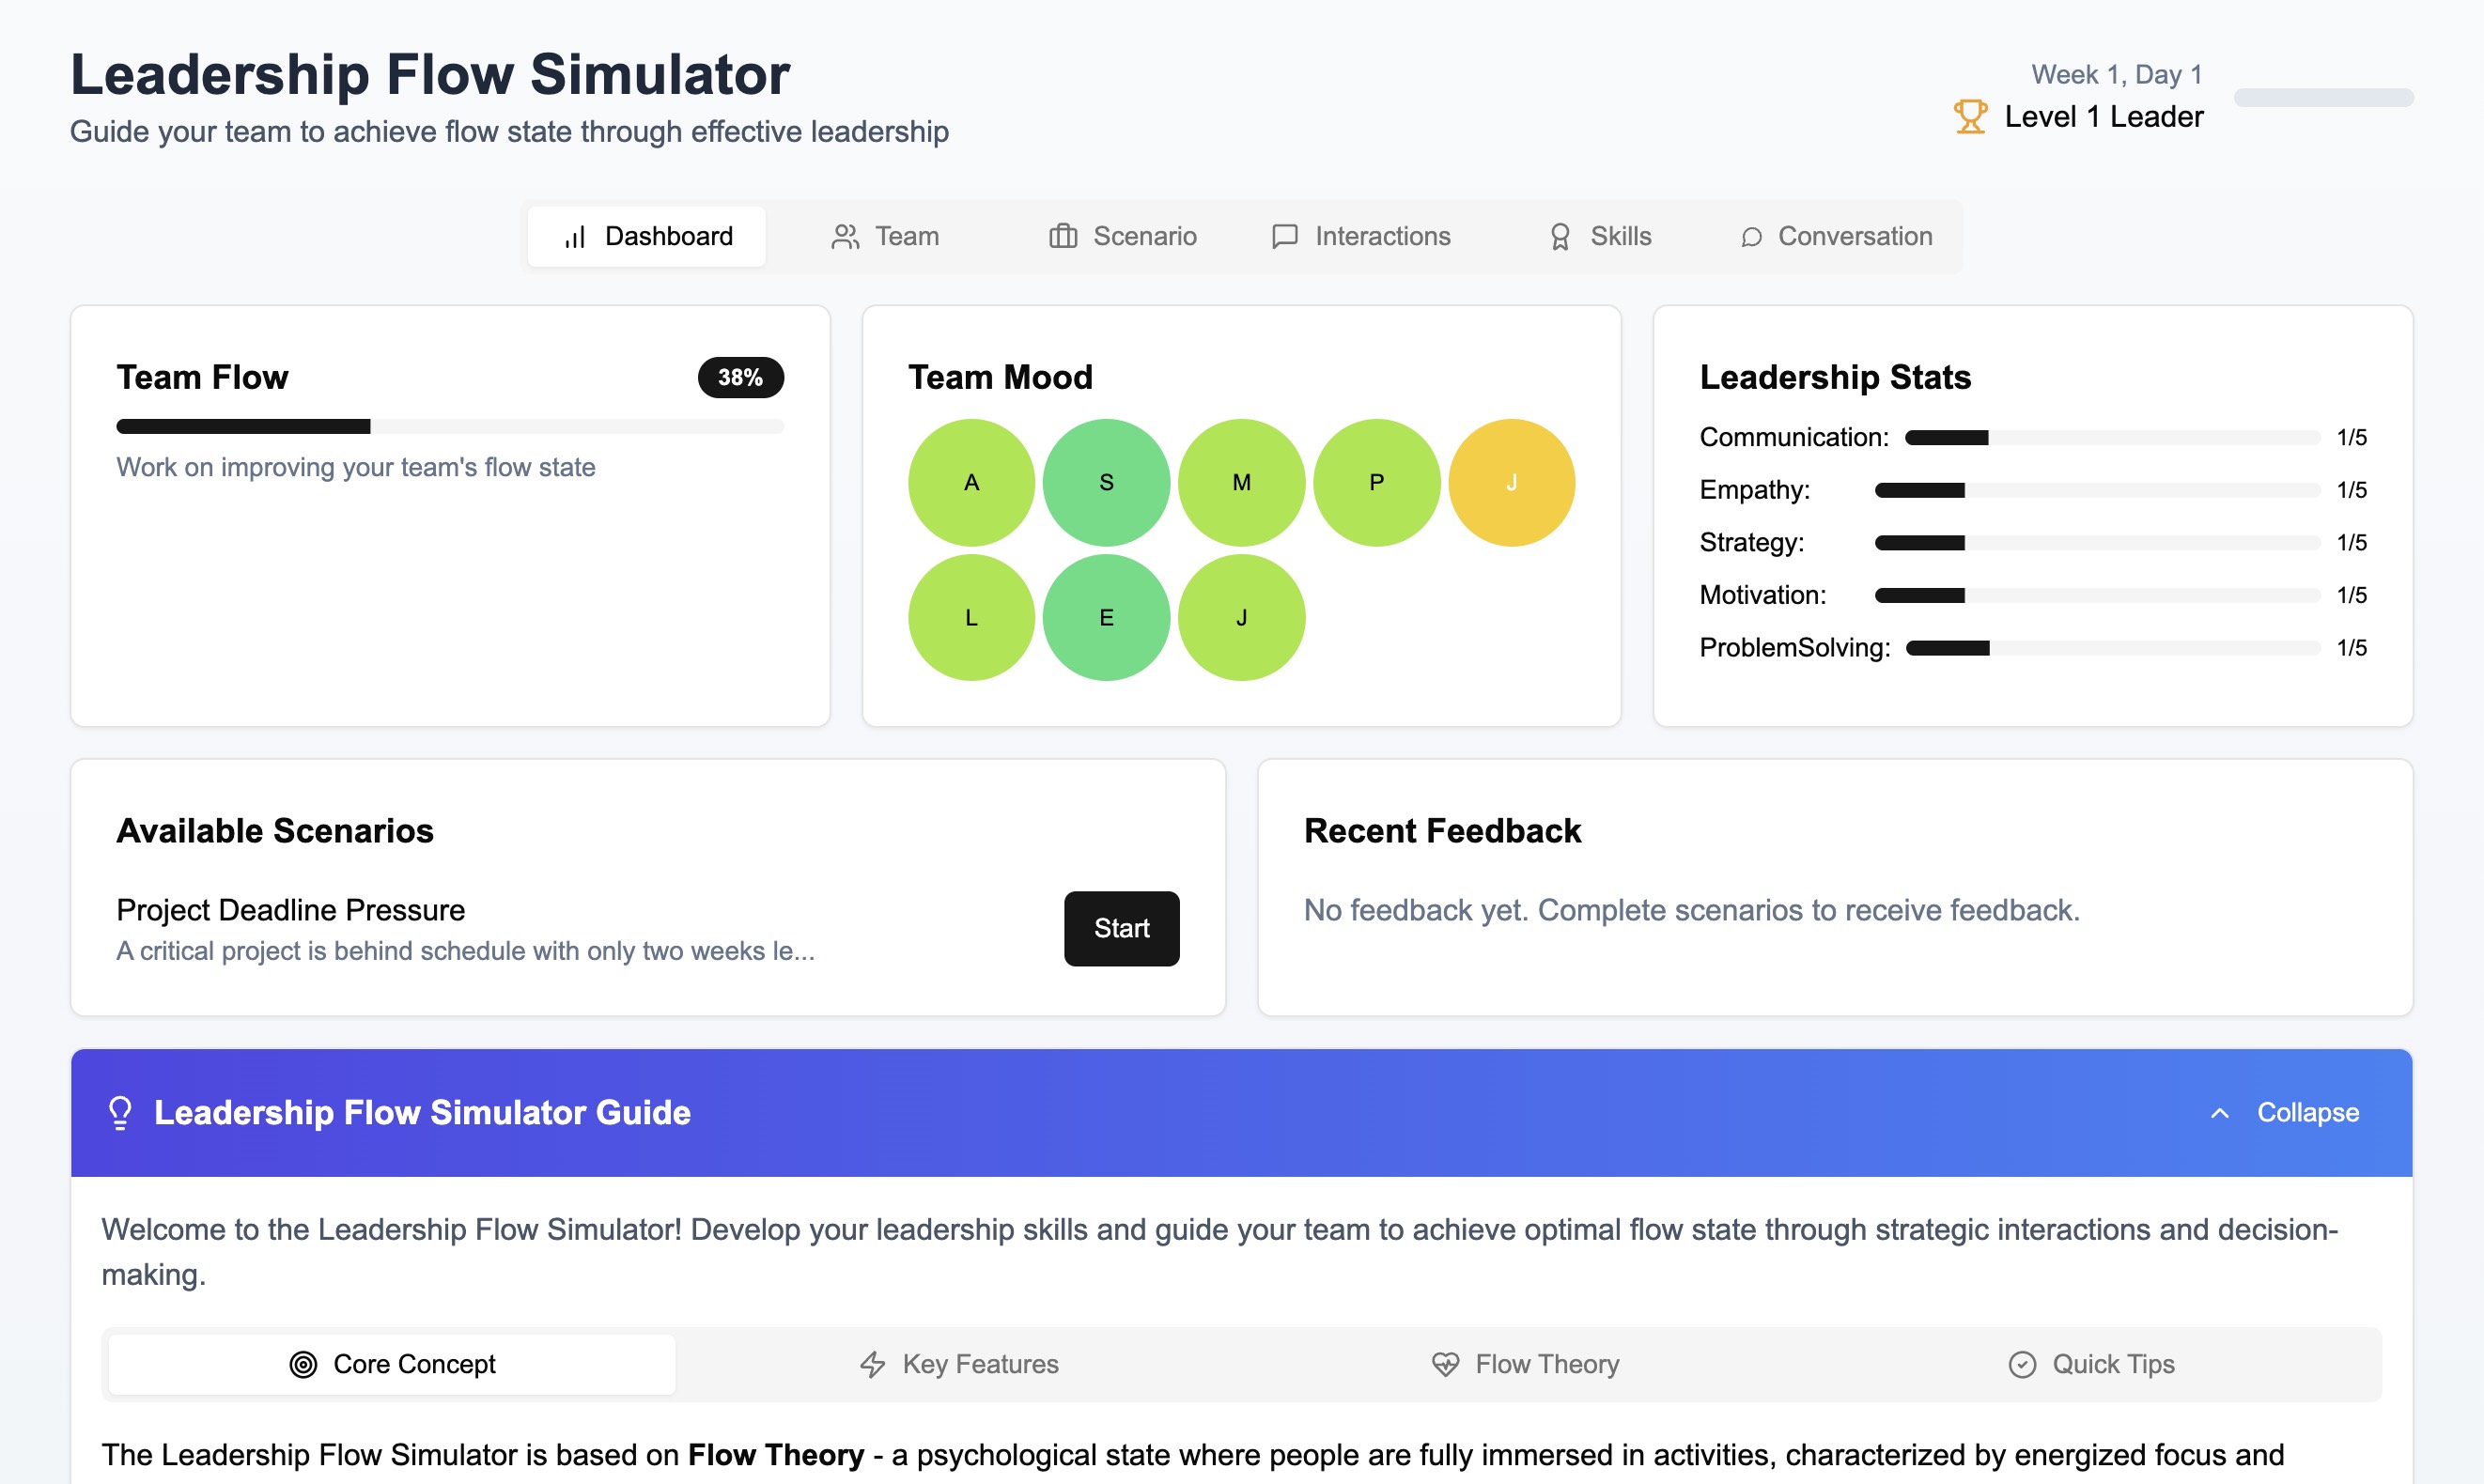 Leadership Flow Simulator
Guide your team to achieve flow state through effective leadership
Week 1, Day 1
Level 1 Leader
Dashboard
Team
Scenario
Interactions
Skills
Conversation
Team Flow
38%
Work on improving your team's flow state
Team Mood
A
S
M
P
J
L
E
J
Leadership Stats
Communication: 1/5
Empathy: 1/5
Strategy: 1/5
Motivation: 1/5
ProblemSolving: 1/5
Available Scenarios
Project Deadline Pressure
A critical project is behind schedule with only two weeks le...
Start
Recent Feedback
No feedback yet. Complete scenarios to receive feedback.
Leadership Flow Simulator Guide
Collapse
Welcome to the Leadership Flow Simulator! Develop your leadership skills and guide your team to achieve optimal flow state through strategic interactions and decision-
making.
Core Concept
Key Features
Flow Theory
Quick Tips
The Leadership Flow Simulator is based on Flow Theory - a psychological state where people are fully immersed in activities, characterized by energized focus and